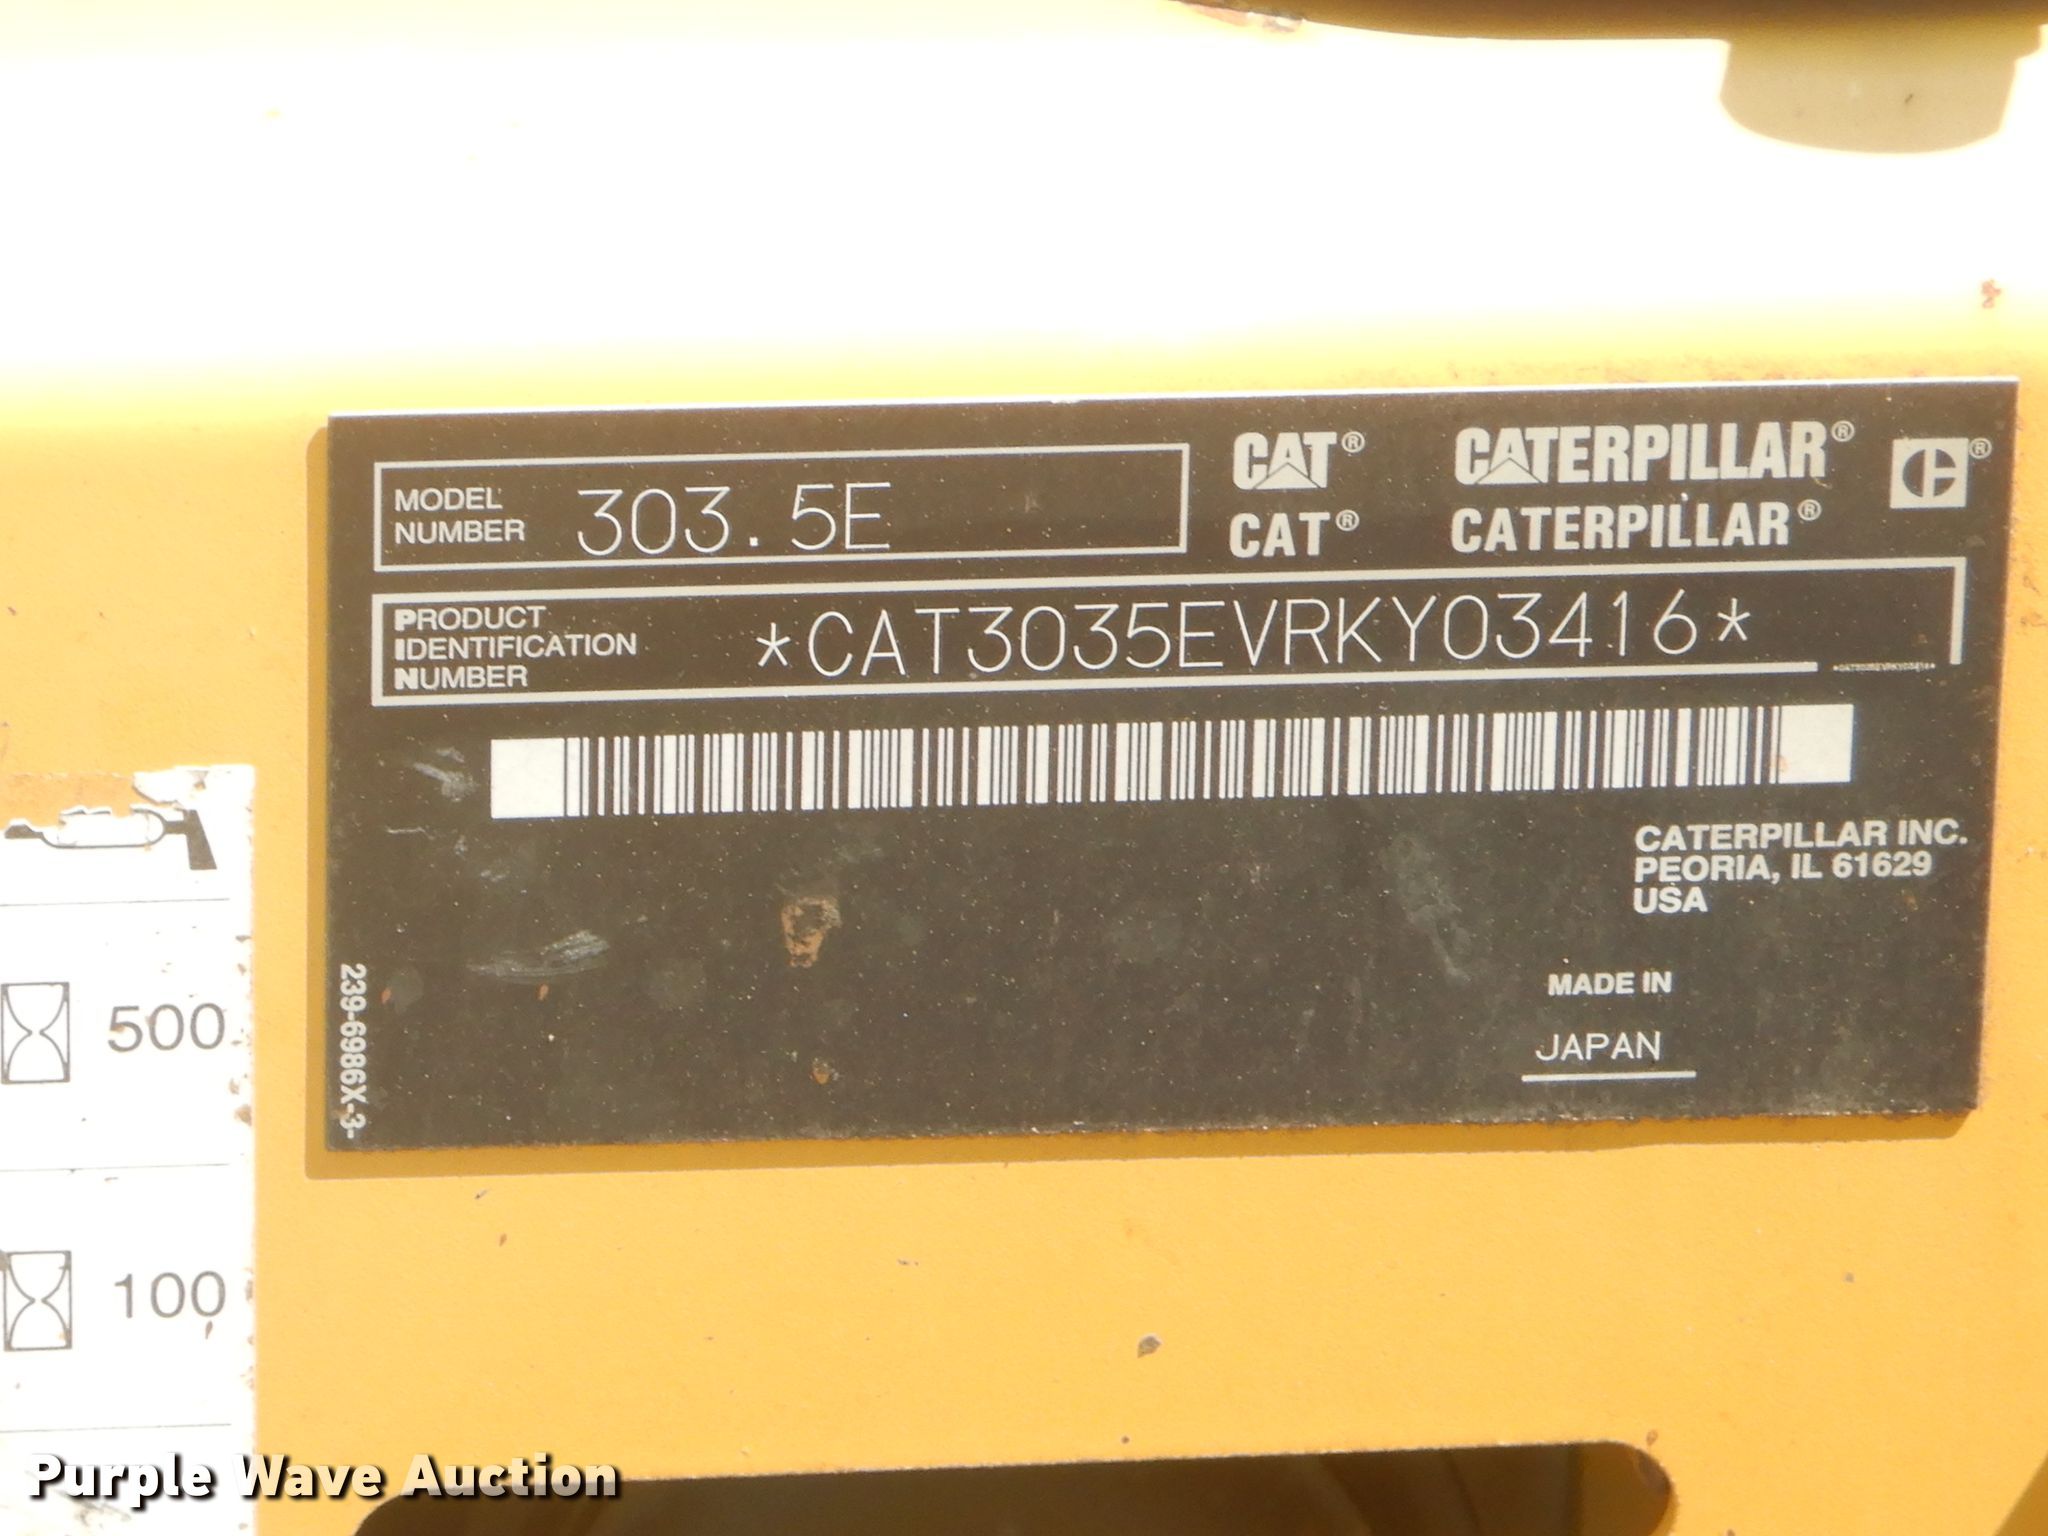 MODEL
NUMBER
303.5E
CAT® CATERPILLAR®
CAT® CATERPILLAR®
PRODUCT
IDENTIFICATION
NUMBER
*CAT3035EVRKY03416*
*CAT3035EVRKY03416*
CATERPILLAR INC.
PEORIA, IL 61629
USA
MADE IN
JAPAN
239-6986X-3-
500
100
Purple Wave Auction